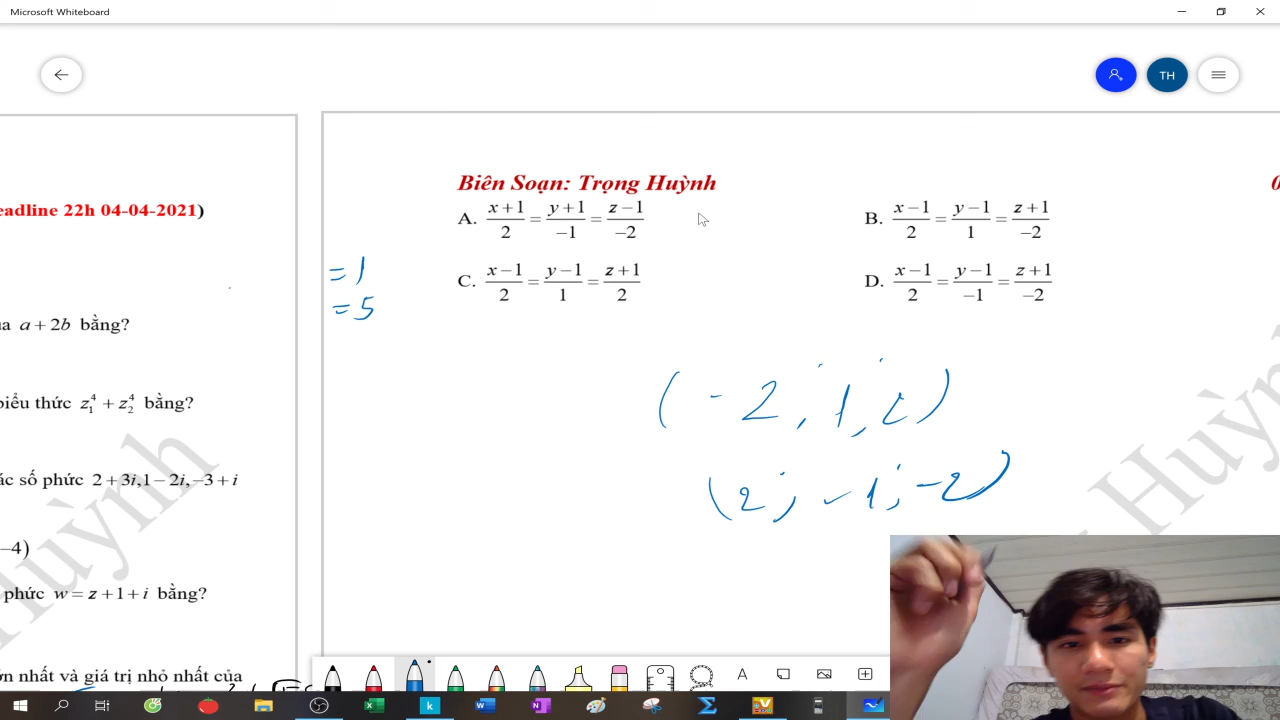 Microsoft Whiteboard
TH
eadline 22h 04-04-2021)
= 1
= 5
a + 2b bằng?
biểu thức z₁⁴ + z₂⁴ bằng?
số phức 2 + 3i, 1 − 2i, −3 + i
−4)
phức w = z + 1 + i bằng?
nhất và giá trị nhỏ nhất của
Biên Soạn: Trọng Huỳnh
A. (x+1)/2 = (y+1)/−1 = (z−1)/−2
B. (x−1)/2 = (y−1)/1 = (z+1)/−2
C. (x−1)/2 = (y−1)/1 = (z+1)/2
D. (x−1)/2 = (y−1)/−1 = (z+1)/−2
(-2; 1; 2)
(2; -1; -2)
Huỳnh